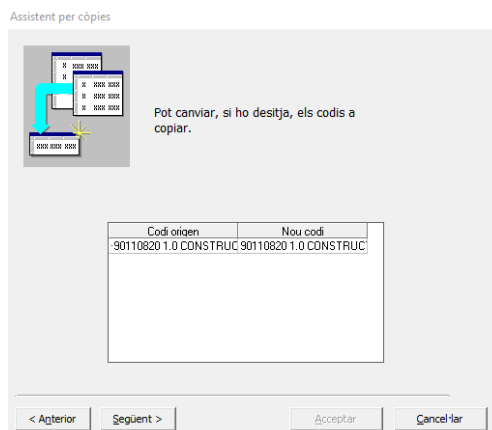 Assistent per còpies
Pot canviar, si ho desitja, els codis a
copiar.
Codi origen Nou codi
-90110820 1.0 CONSTRUC 90110820 1.0 CONSTRUC
< Anterior Següent > Acceptar Cancel·lar